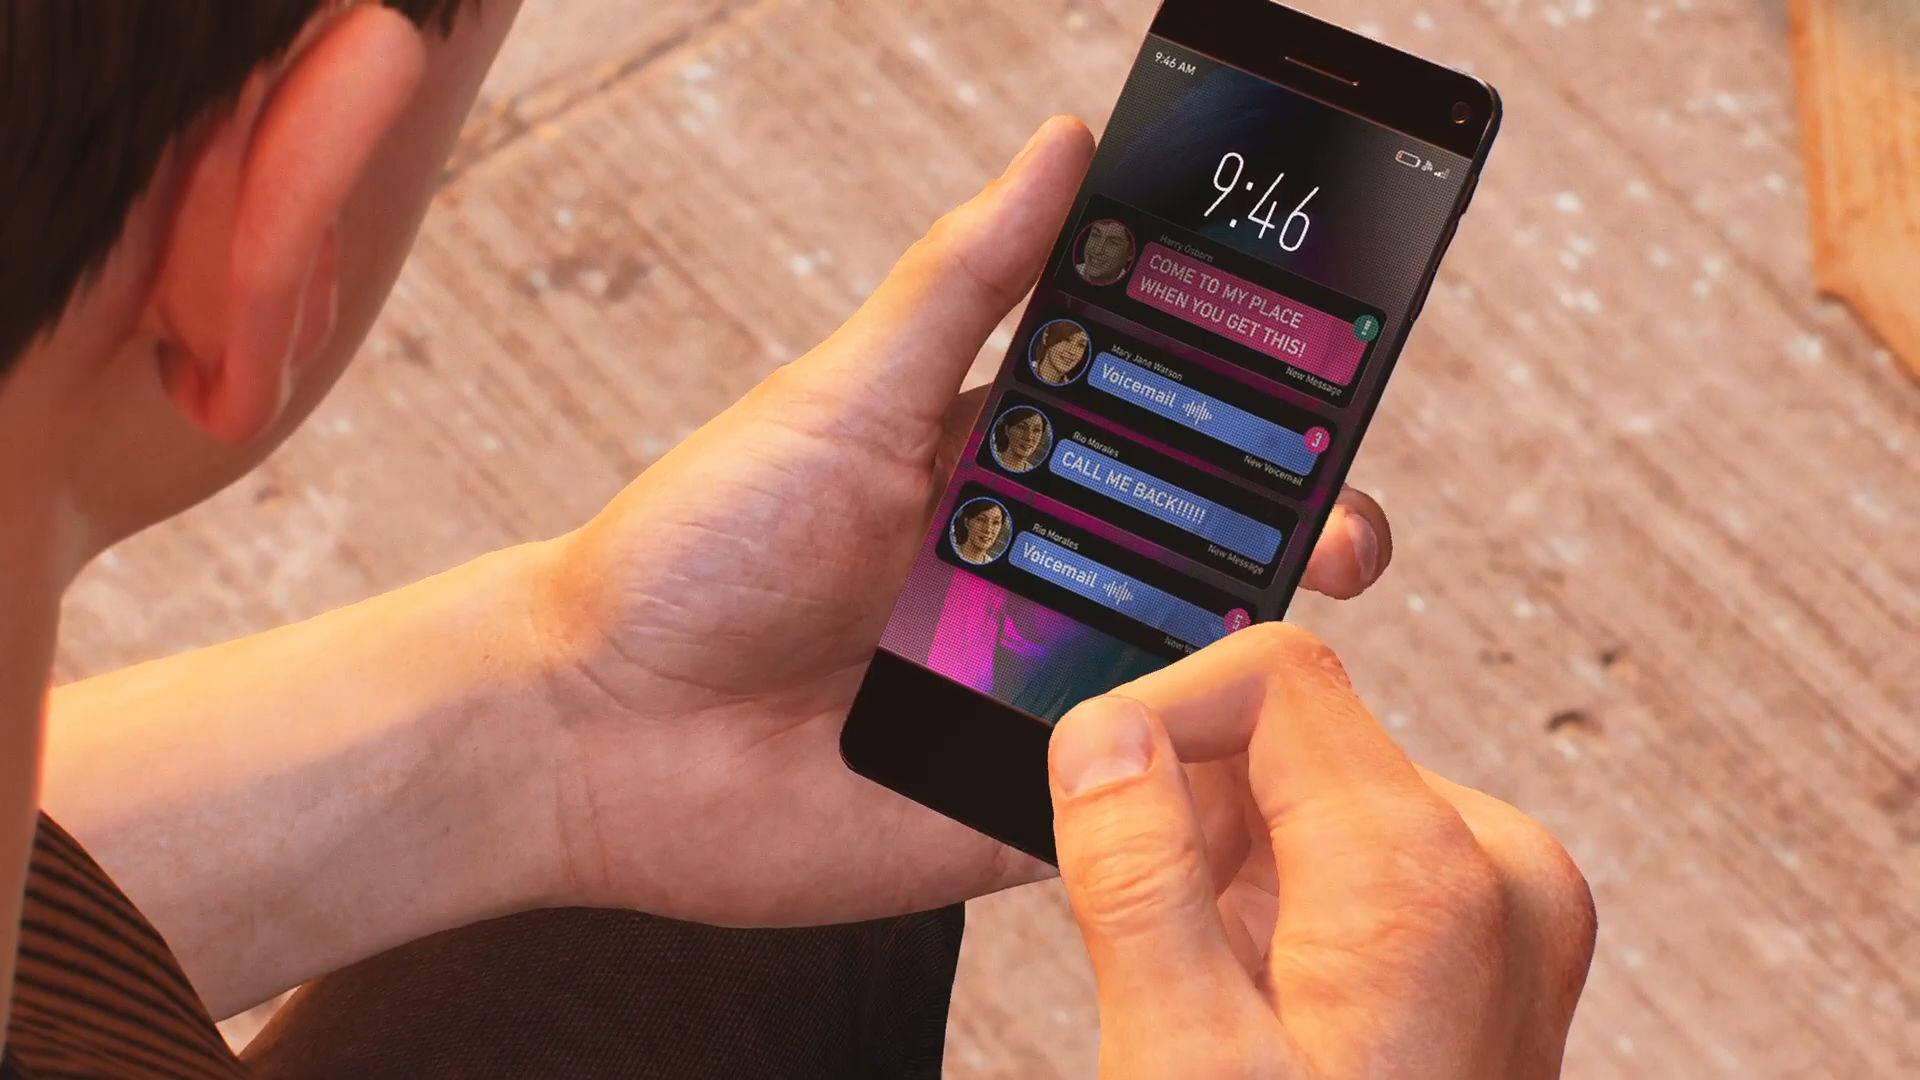 9:46 AM
9:46
Harry Osborn
COME TO MY PLACE
WHEN YOU GET THIS!
!
New Message
Mary Jane Watson
Voicemail
3
New Voicemail
Rio Morales
CALL ME BACK!!!!!
New Message
Rio Morales
Voicemail
5
New